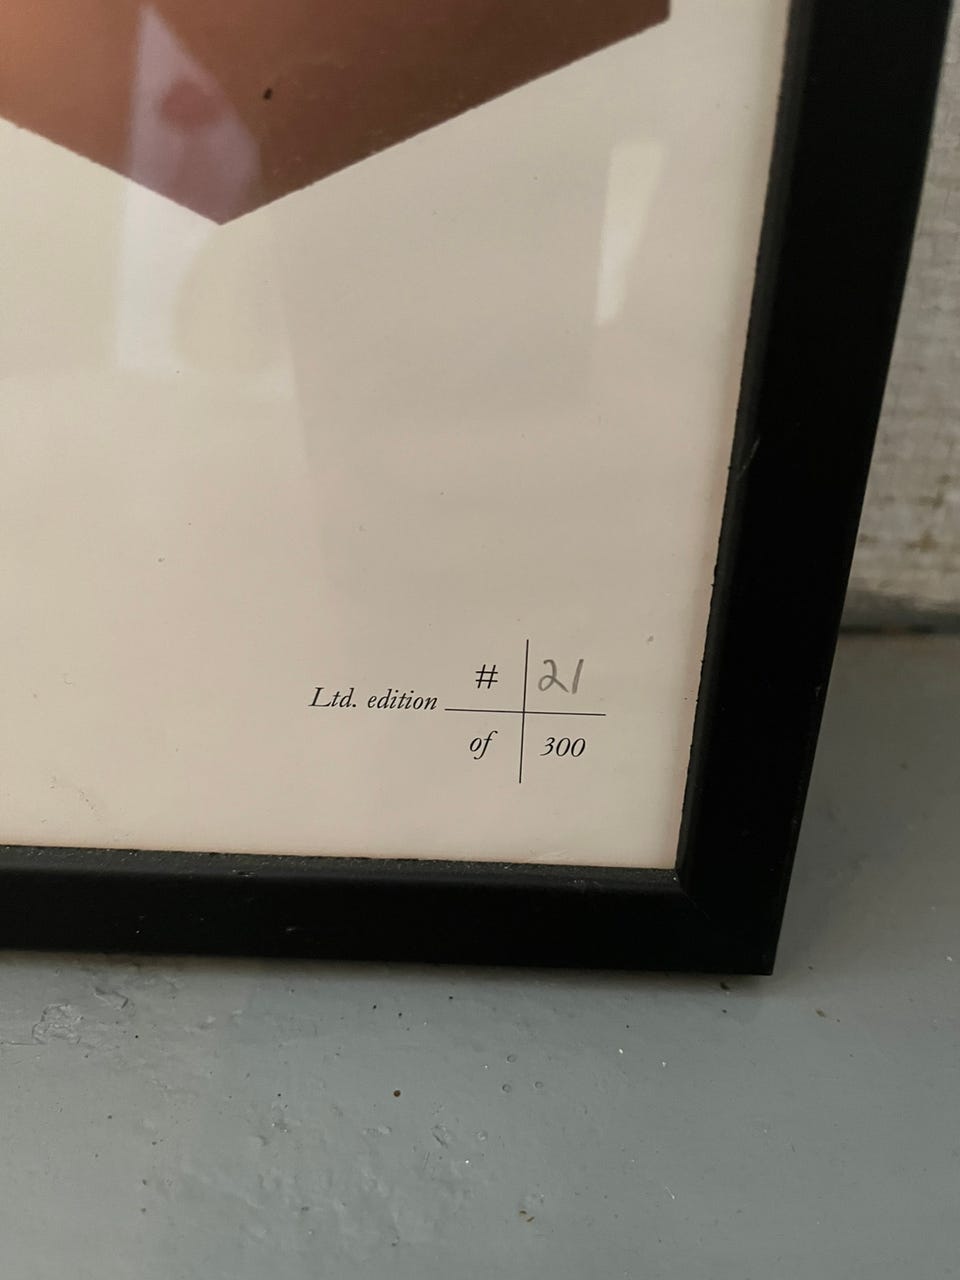 # 21
Ltd. edition
of 300